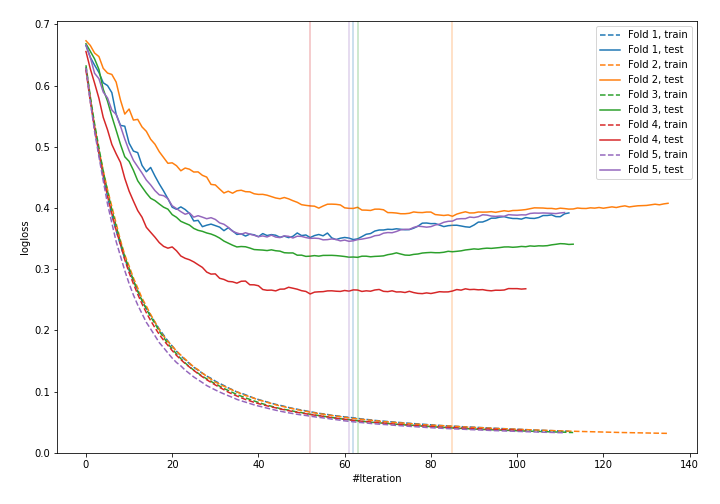 0.7
0.6
0.5
0.4
0.3
0.2
0.1
0.0
logloss
0
20
40
60
80
100
120
140
#Iteration
Fold 1, train
Fold 1, test
Fold 2, train
Fold 2, test
Fold 3, train
Fold 3, test
Fold 4, train
Fold 4, test
Fold 5, train
Fold 5, test